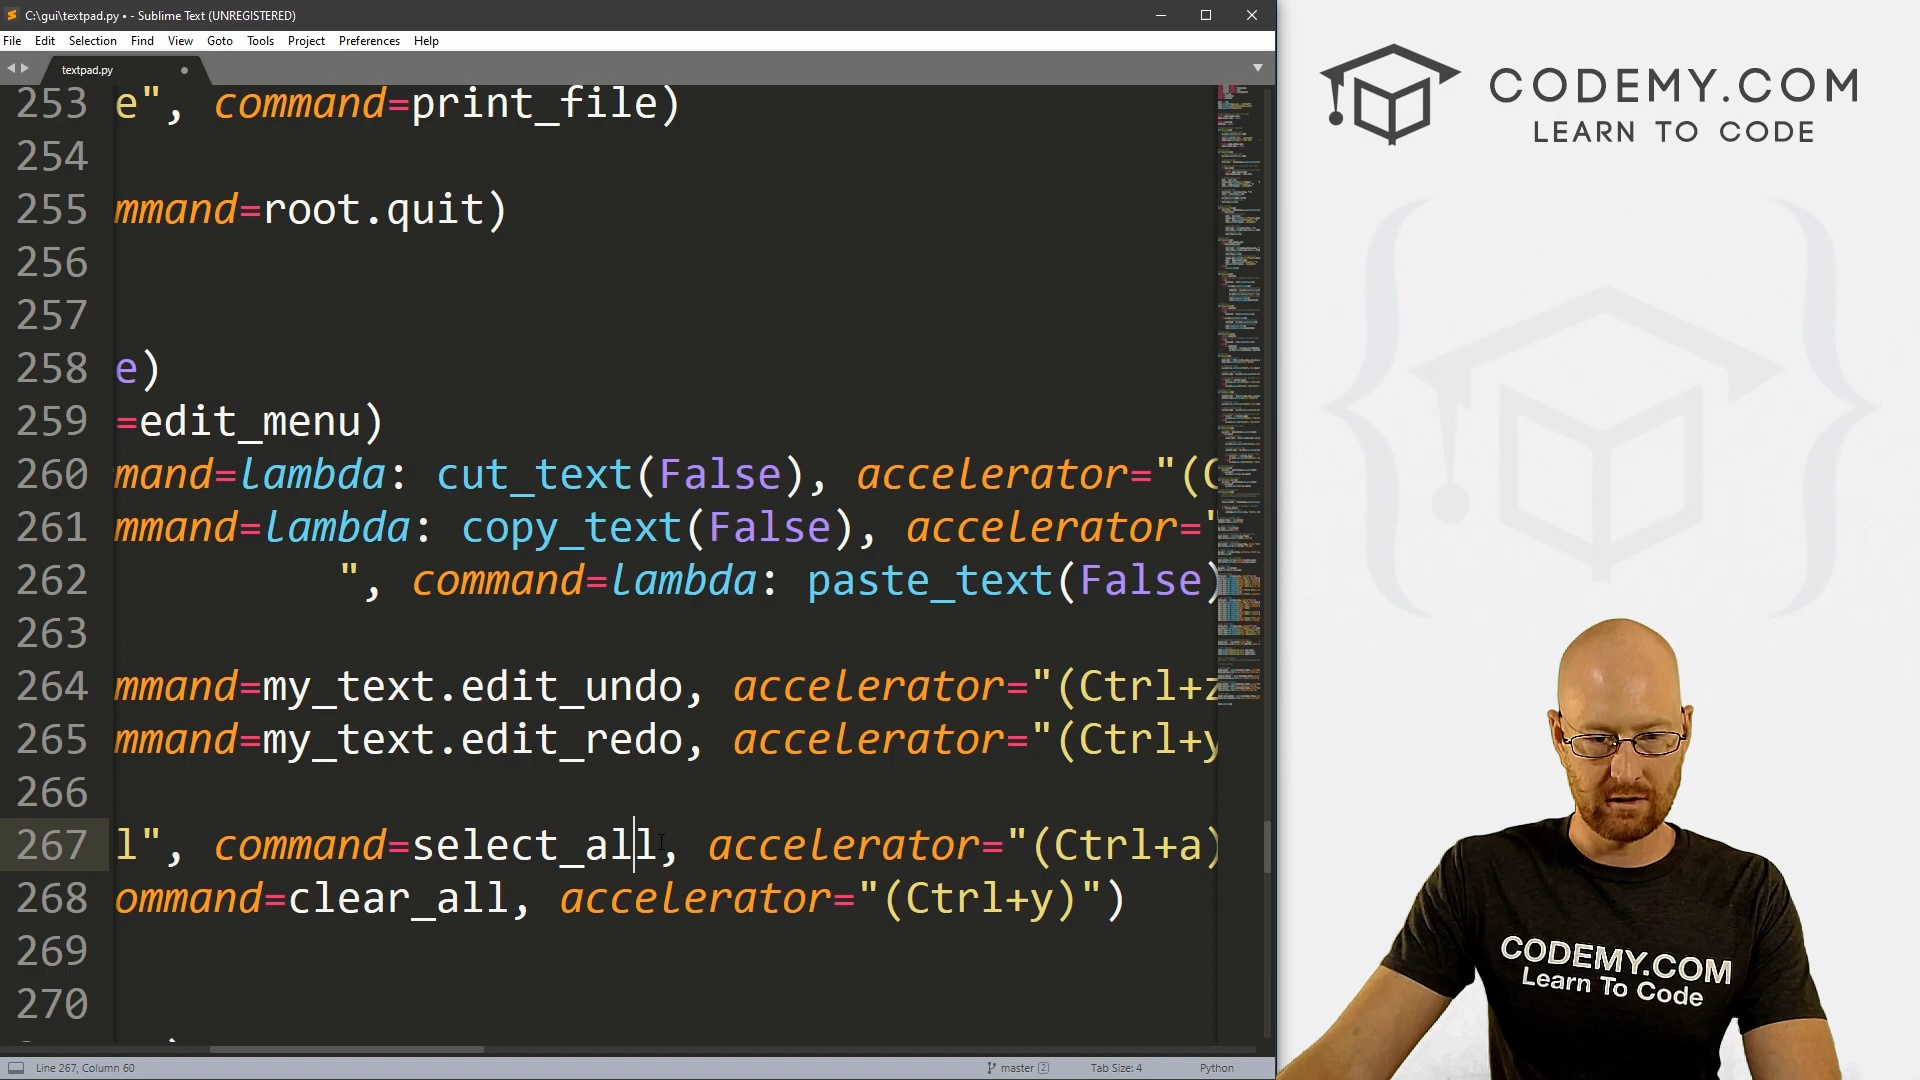 C:\gui\textpad.py • - Sublime Text (UNREGISTERED)
File Edit Selection Find View Goto Tools Project Preferences Help
textpad.py
253 e", command=print_file)
254
255 mmand=root.quit)
256
257
258 e)
259 =edit_menu)
260 mand=lambda: cut_text(False), accelerator="(C
261 mmand=lambda: copy_text(False), accelerator="
262 ", command=lambda: paste_text(False)
263
264 mmand=my_text.edit_undo, accelerator="(Ctrl+z
265 mmand=my_text.edit_redo, accelerator="(Ctrl+y
266
267 l", command=select_all, accelerator="(Ctrl+a)
268 ommand=clear_all, accelerator="(Ctrl+y)")
269
270
Line 267, Column 60
master 2
Tab Size: 4
Python
CODEMY.COM
LEARN TO CODE
CODEMY.COM
Learn To Code